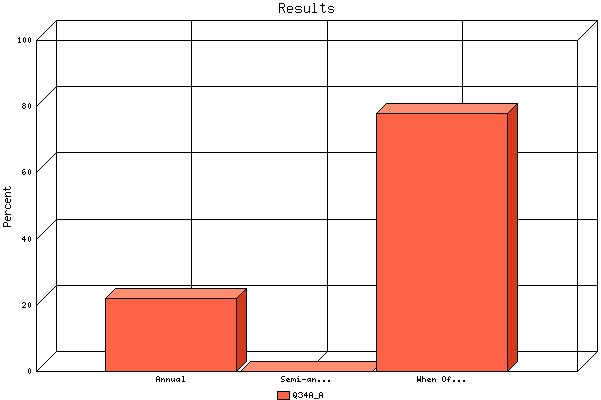 Results
100
80
60
40
20
0
Percent
Annual Semi-an... When Of...
Q34A_A